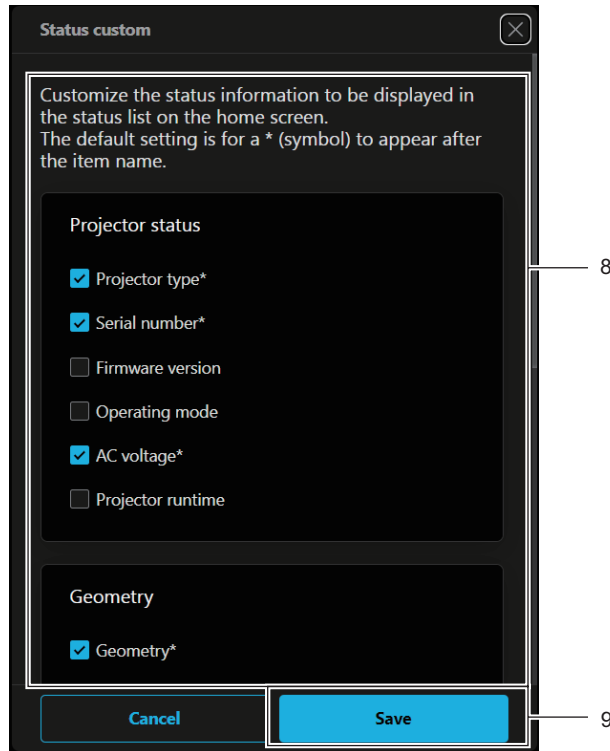 Status custom
Customize the status information to be displayed in
the status list on the home screen.
The default setting is for a * (symbol) to appear after
the item name.
Projector status
Projector type*
Serial number*
Firmware version
Operating mode
AC voltage*
Projector runtime
8
Geometry
Geometry*
Cancel
Save
9